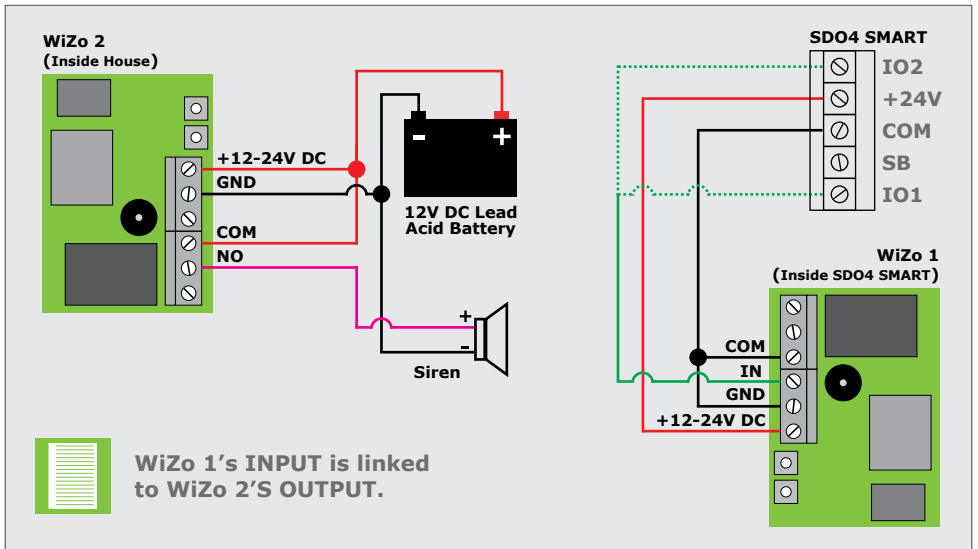 WiZo 2
(Inside House)
+12-24V DC
GND
COM
NO
-
+
12V DC Lead
Acid Battery
+
-
Siren
SDO4 SMART
IO2
+24V
COM
SB
IO1
WiZo 1
(Inside SDO4 SMART)
COM
IN
GND
+12-24V DC
WiZo 1’s INPUT is linked
to WiZo 2’S OUTPUT.